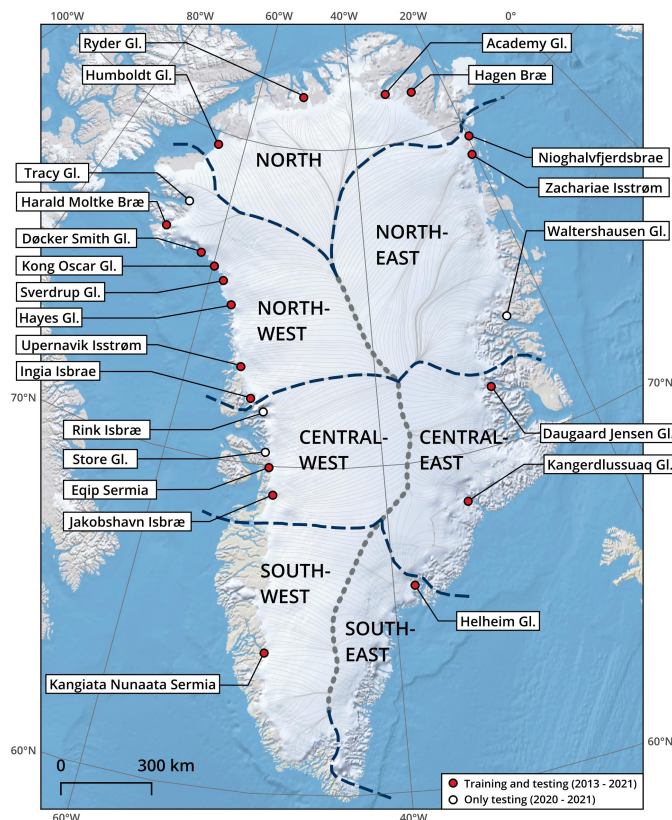 100°W 80°W 60°W 40°W 20°W 0°
Ryder Gl.
Academy Gl.
Humboldt Gl.
Hagen Bræ
NORTH
Nioghalvfjerdsbrae
Tracy Gl.
Zachariae Isstrøm
Harald Moltke Bræ
NORTH-
EAST
Waltershausen Gl.
Døcker Smith Gl.
Kong Oscar Gl.
Sverdrup Gl.
NORTH-
WEST
Hayes Gl.
Upernavik Isstrøm
Ingia Isbrae
70°N
70°N
Rink Isbræ
CENTRAL-
WEST
CENTRAL-
EAST
Daugaard Jensen Gl.
Store Gl.
Kangerdlussuaq Gl.
Eqip Sermia
Jakobshavn Isbræ
SOUTH-
WEST
Helheim Gl.
SOUTH-
EAST
Kangiata Nunaata Sermia
60°N
60°N
0 300 km
Training and testing (2013 - 2021)
Only testing (2020 - 2021)
60°W 40°W